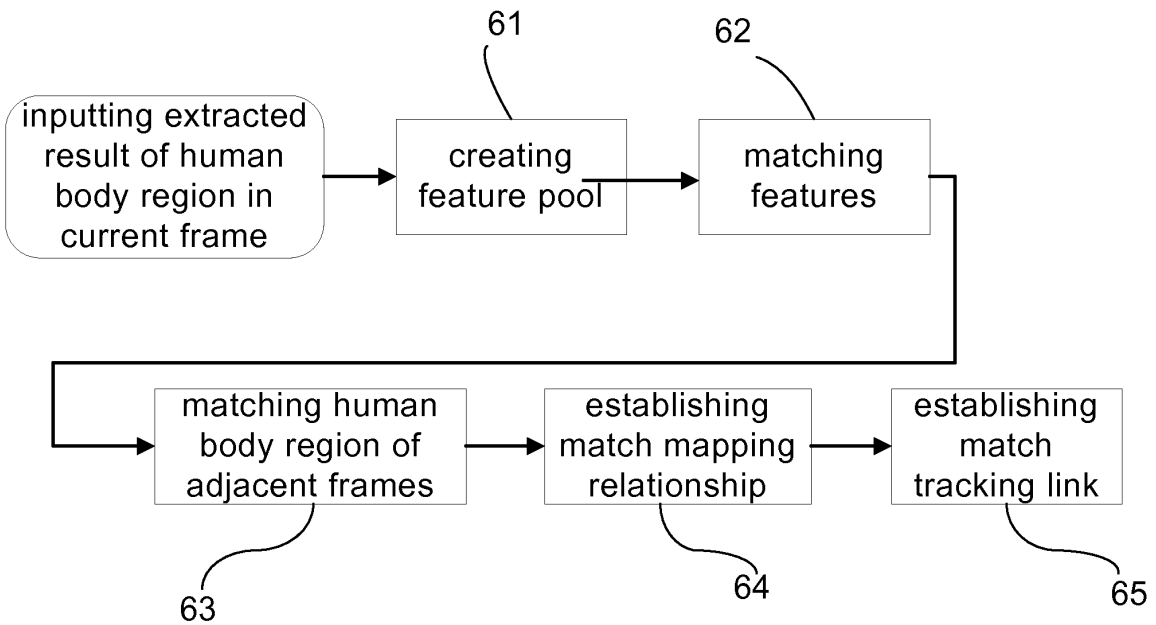 61
62
inputting extracted
result of human
body region in
current frame
creating
feature pool
matching
features
matching human
body region of
adjacent frames
establishing
match mapping
relationship
establishing
match
tracking link
63
64
65